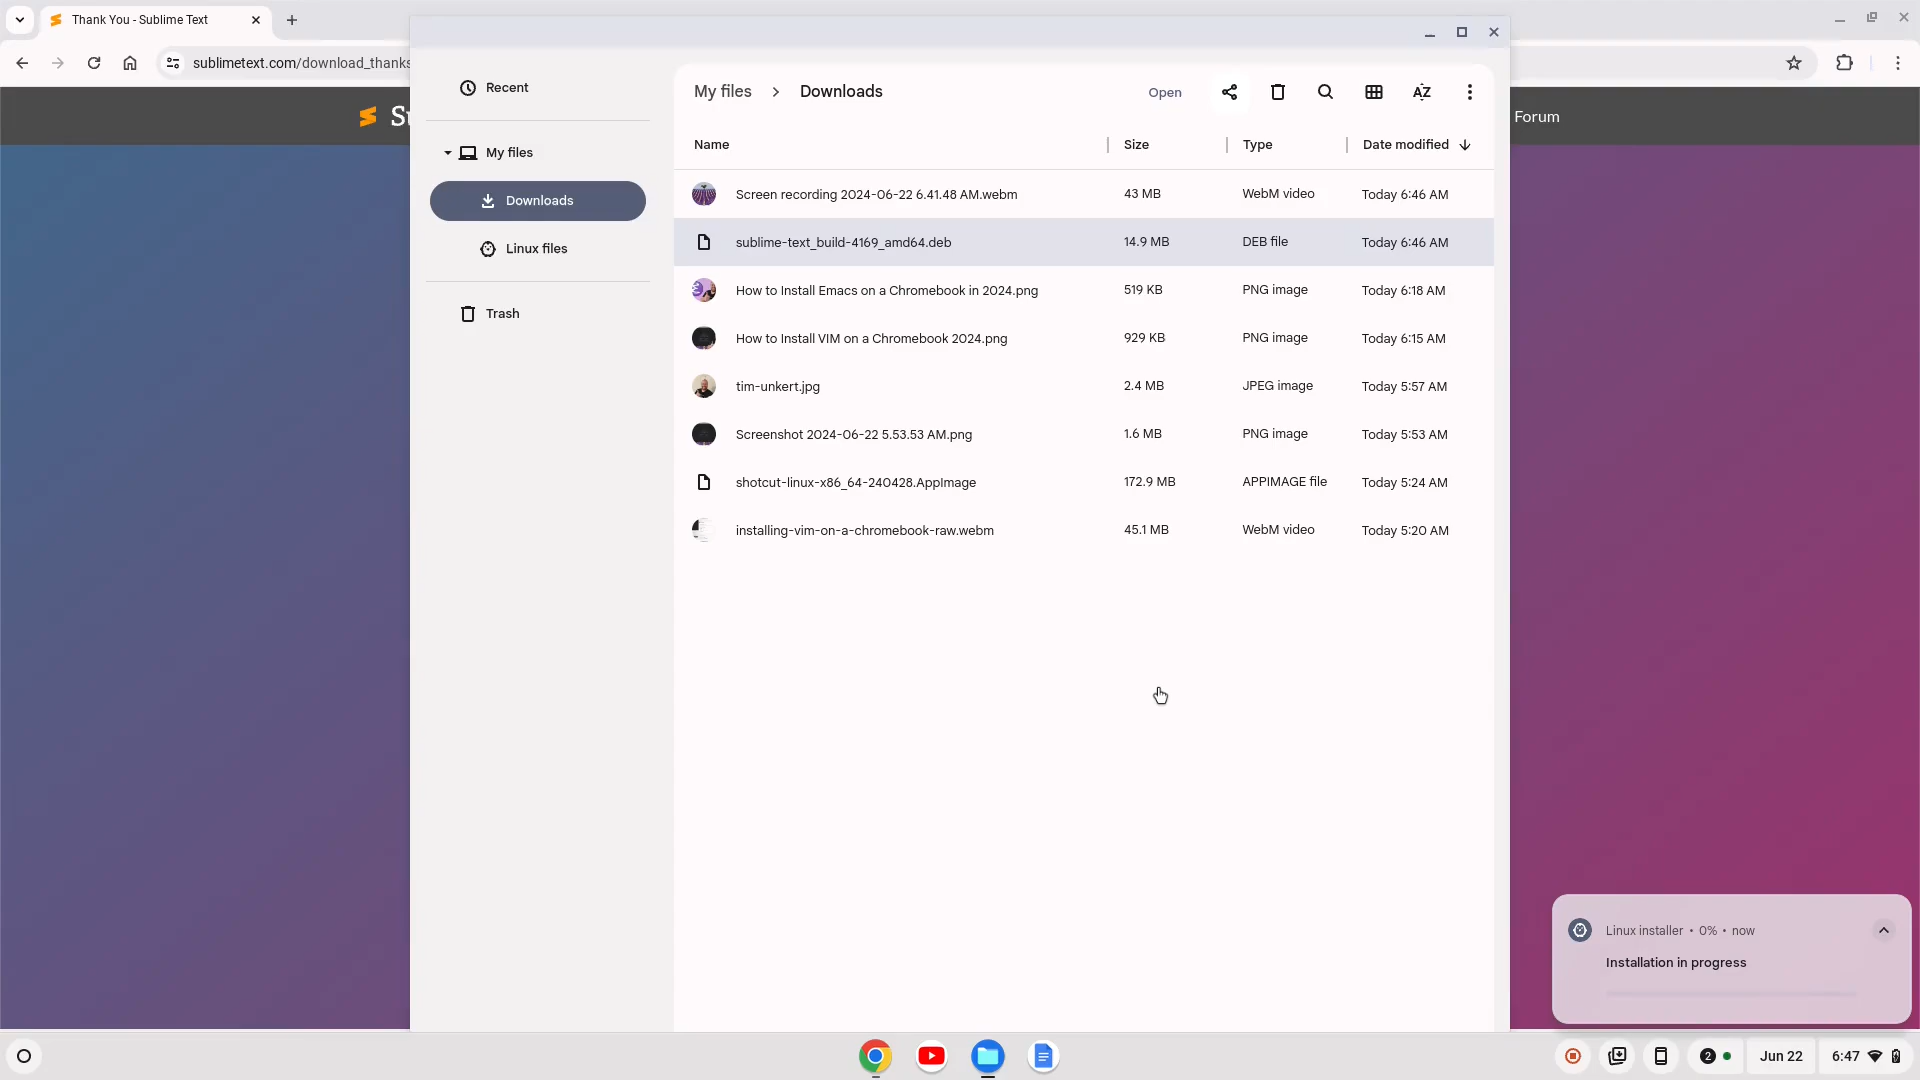 Thank You - Sublime Text
sublimetext.com/download_thanks
Su
Forum
Recent
My files
Downloads
Linux files
Trash
My files > Downloads
Open
AZ
Name
Size
Type
Date modified
Screen recording 2024-06-22 6.41.48 AM.webm 43 MB WebM video Today 6:46 AM
sublime-text_build-4169_amd64.deb 14.9 MB DEB file Today 6:46 AM
How to Install Emacs on a Chromebook in 2024.png 519 KB PNG image Today 6:18 AM
How to Install VIM on a Chromebook 2024.png 929 KB PNG image Today 6:15 AM
tim-unkert.jpg 2.4 MB JPEG image Today 5:57 AM
Screenshot 2024-06-22 5.53.53 AM.png 1.6 MB PNG image Today 5:53 AM
shotcut-linux-x86_64-240428.AppImage 172.9 MB APPIMAGE file Today 5:24 AM
installing-vim-on-a-chromebook-raw.webm 45.1 MB WebM video Today 5:20 AM
Linux installer • 0% • now
Installation in progress
2
Jun 22
6:47